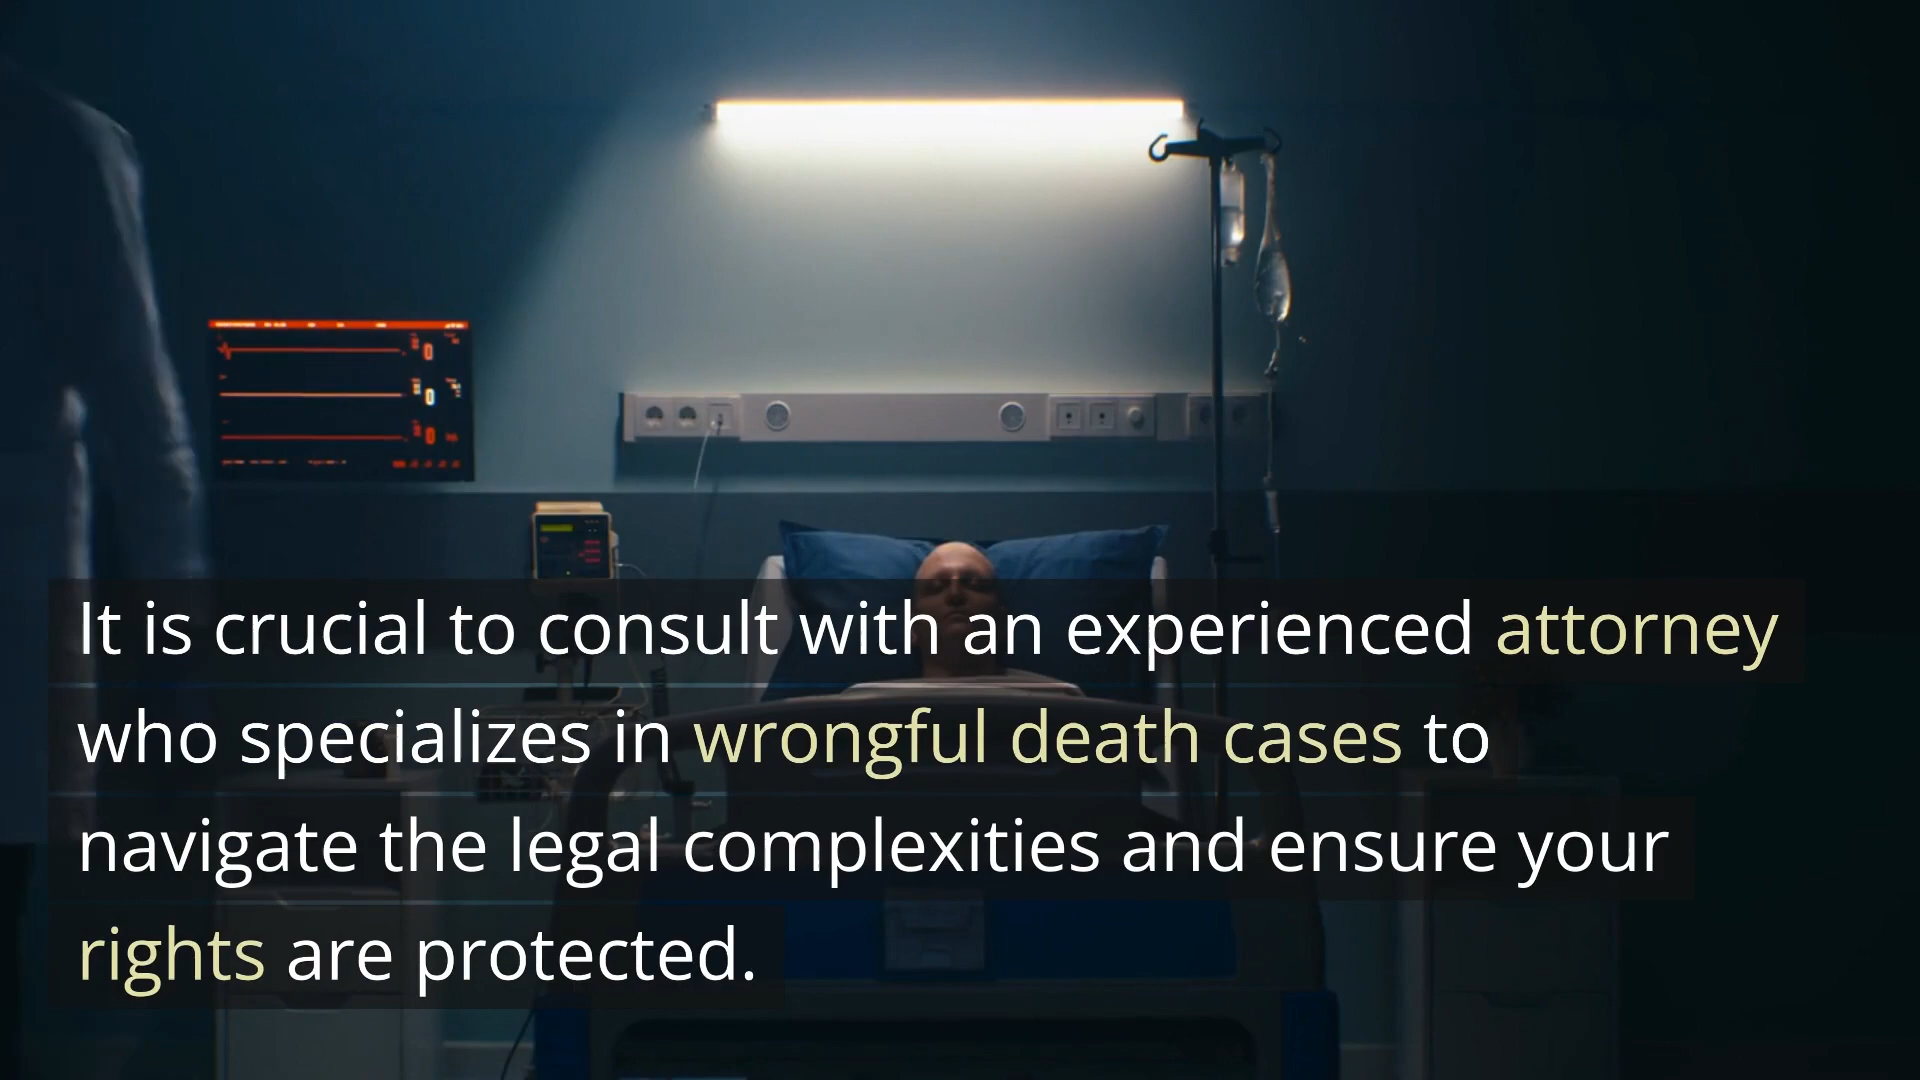 It is crucial to consult with an experienced attorney
who specializes in wrongful death cases to
navigate the legal complexities and ensure your
rights are protected.